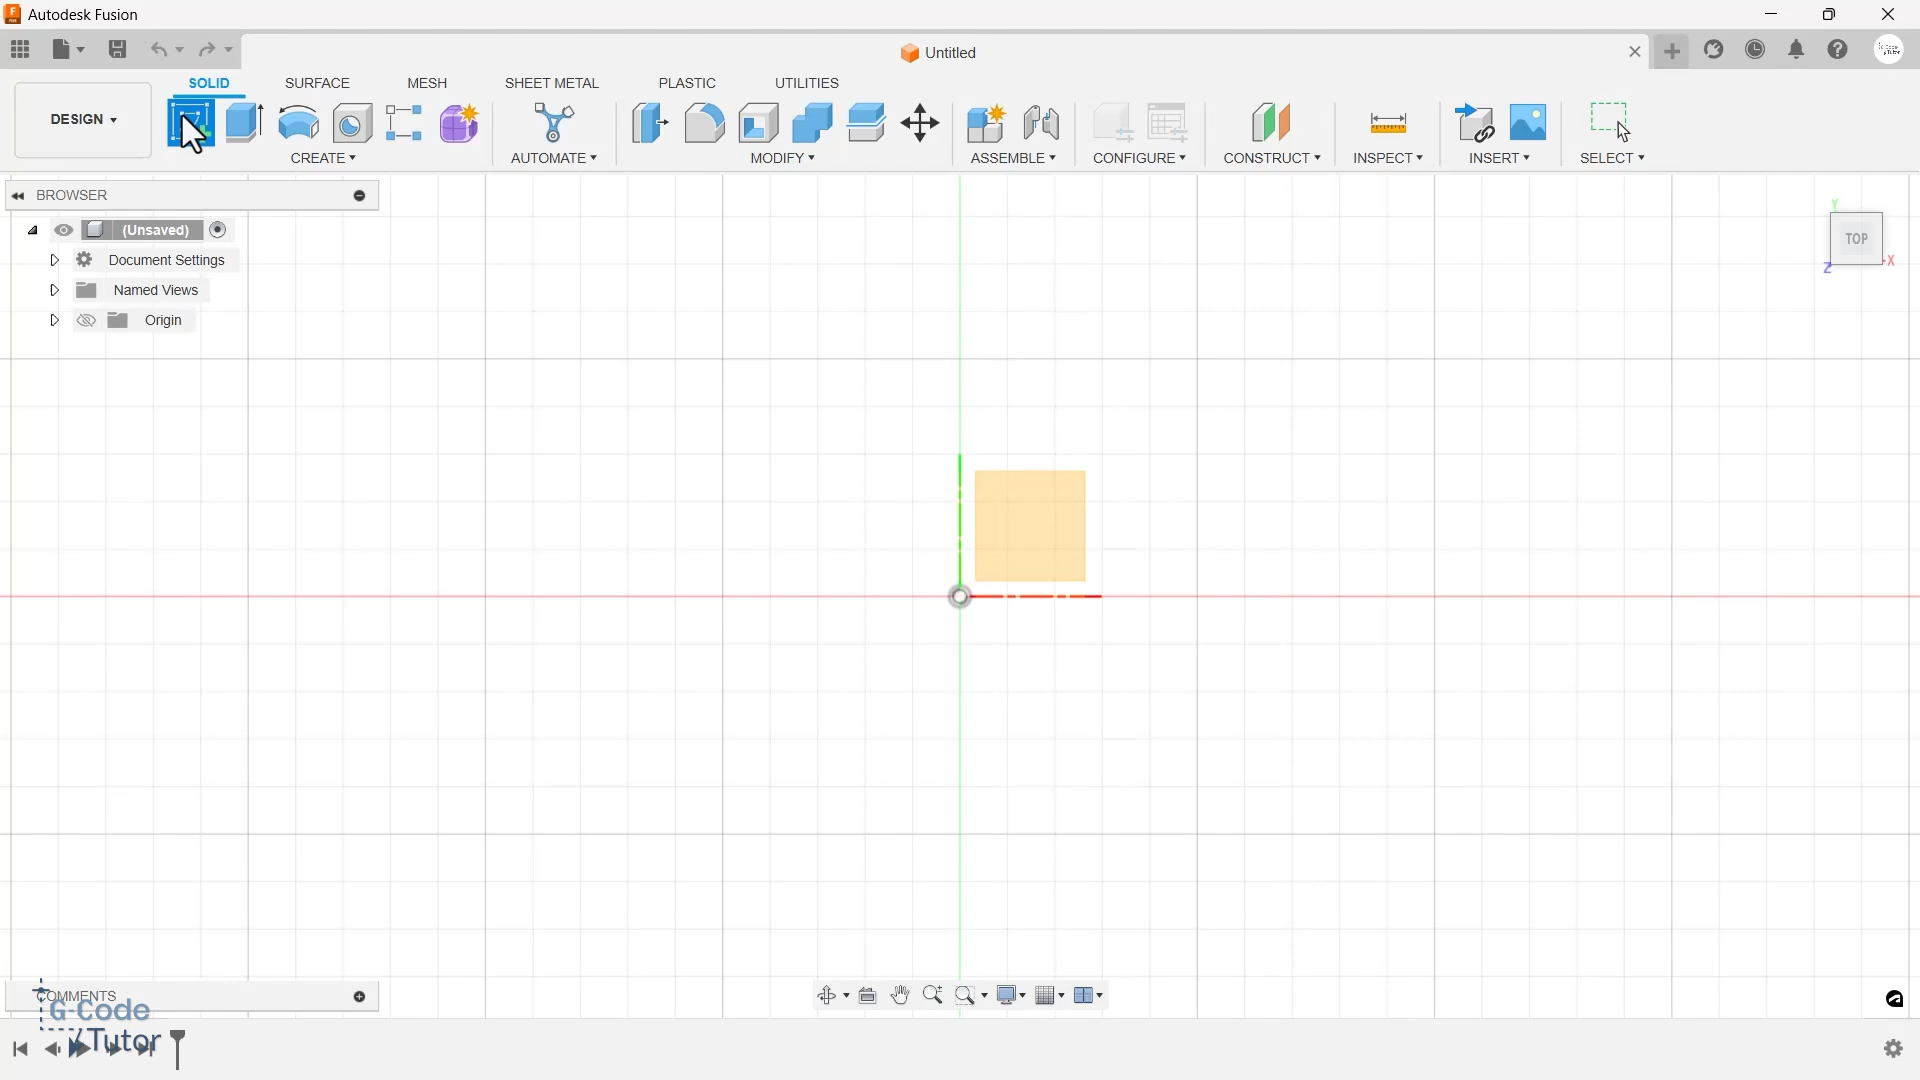 Autodesk Fusion
Untitled
SOLID SURFACE MESH SHEET METAL PLASTIC UTILITIES
DESIGN
CREATE AUTOMATE MODIFY ASSEMBLE CONFIGURE CONSTRUCT INSPECT INSERT SELECT
BROWSER
(Unsaved)
Document Settings
Named Views
Origin
Y
TOP
X
Z
COMMENTS
G-Code
Tutor